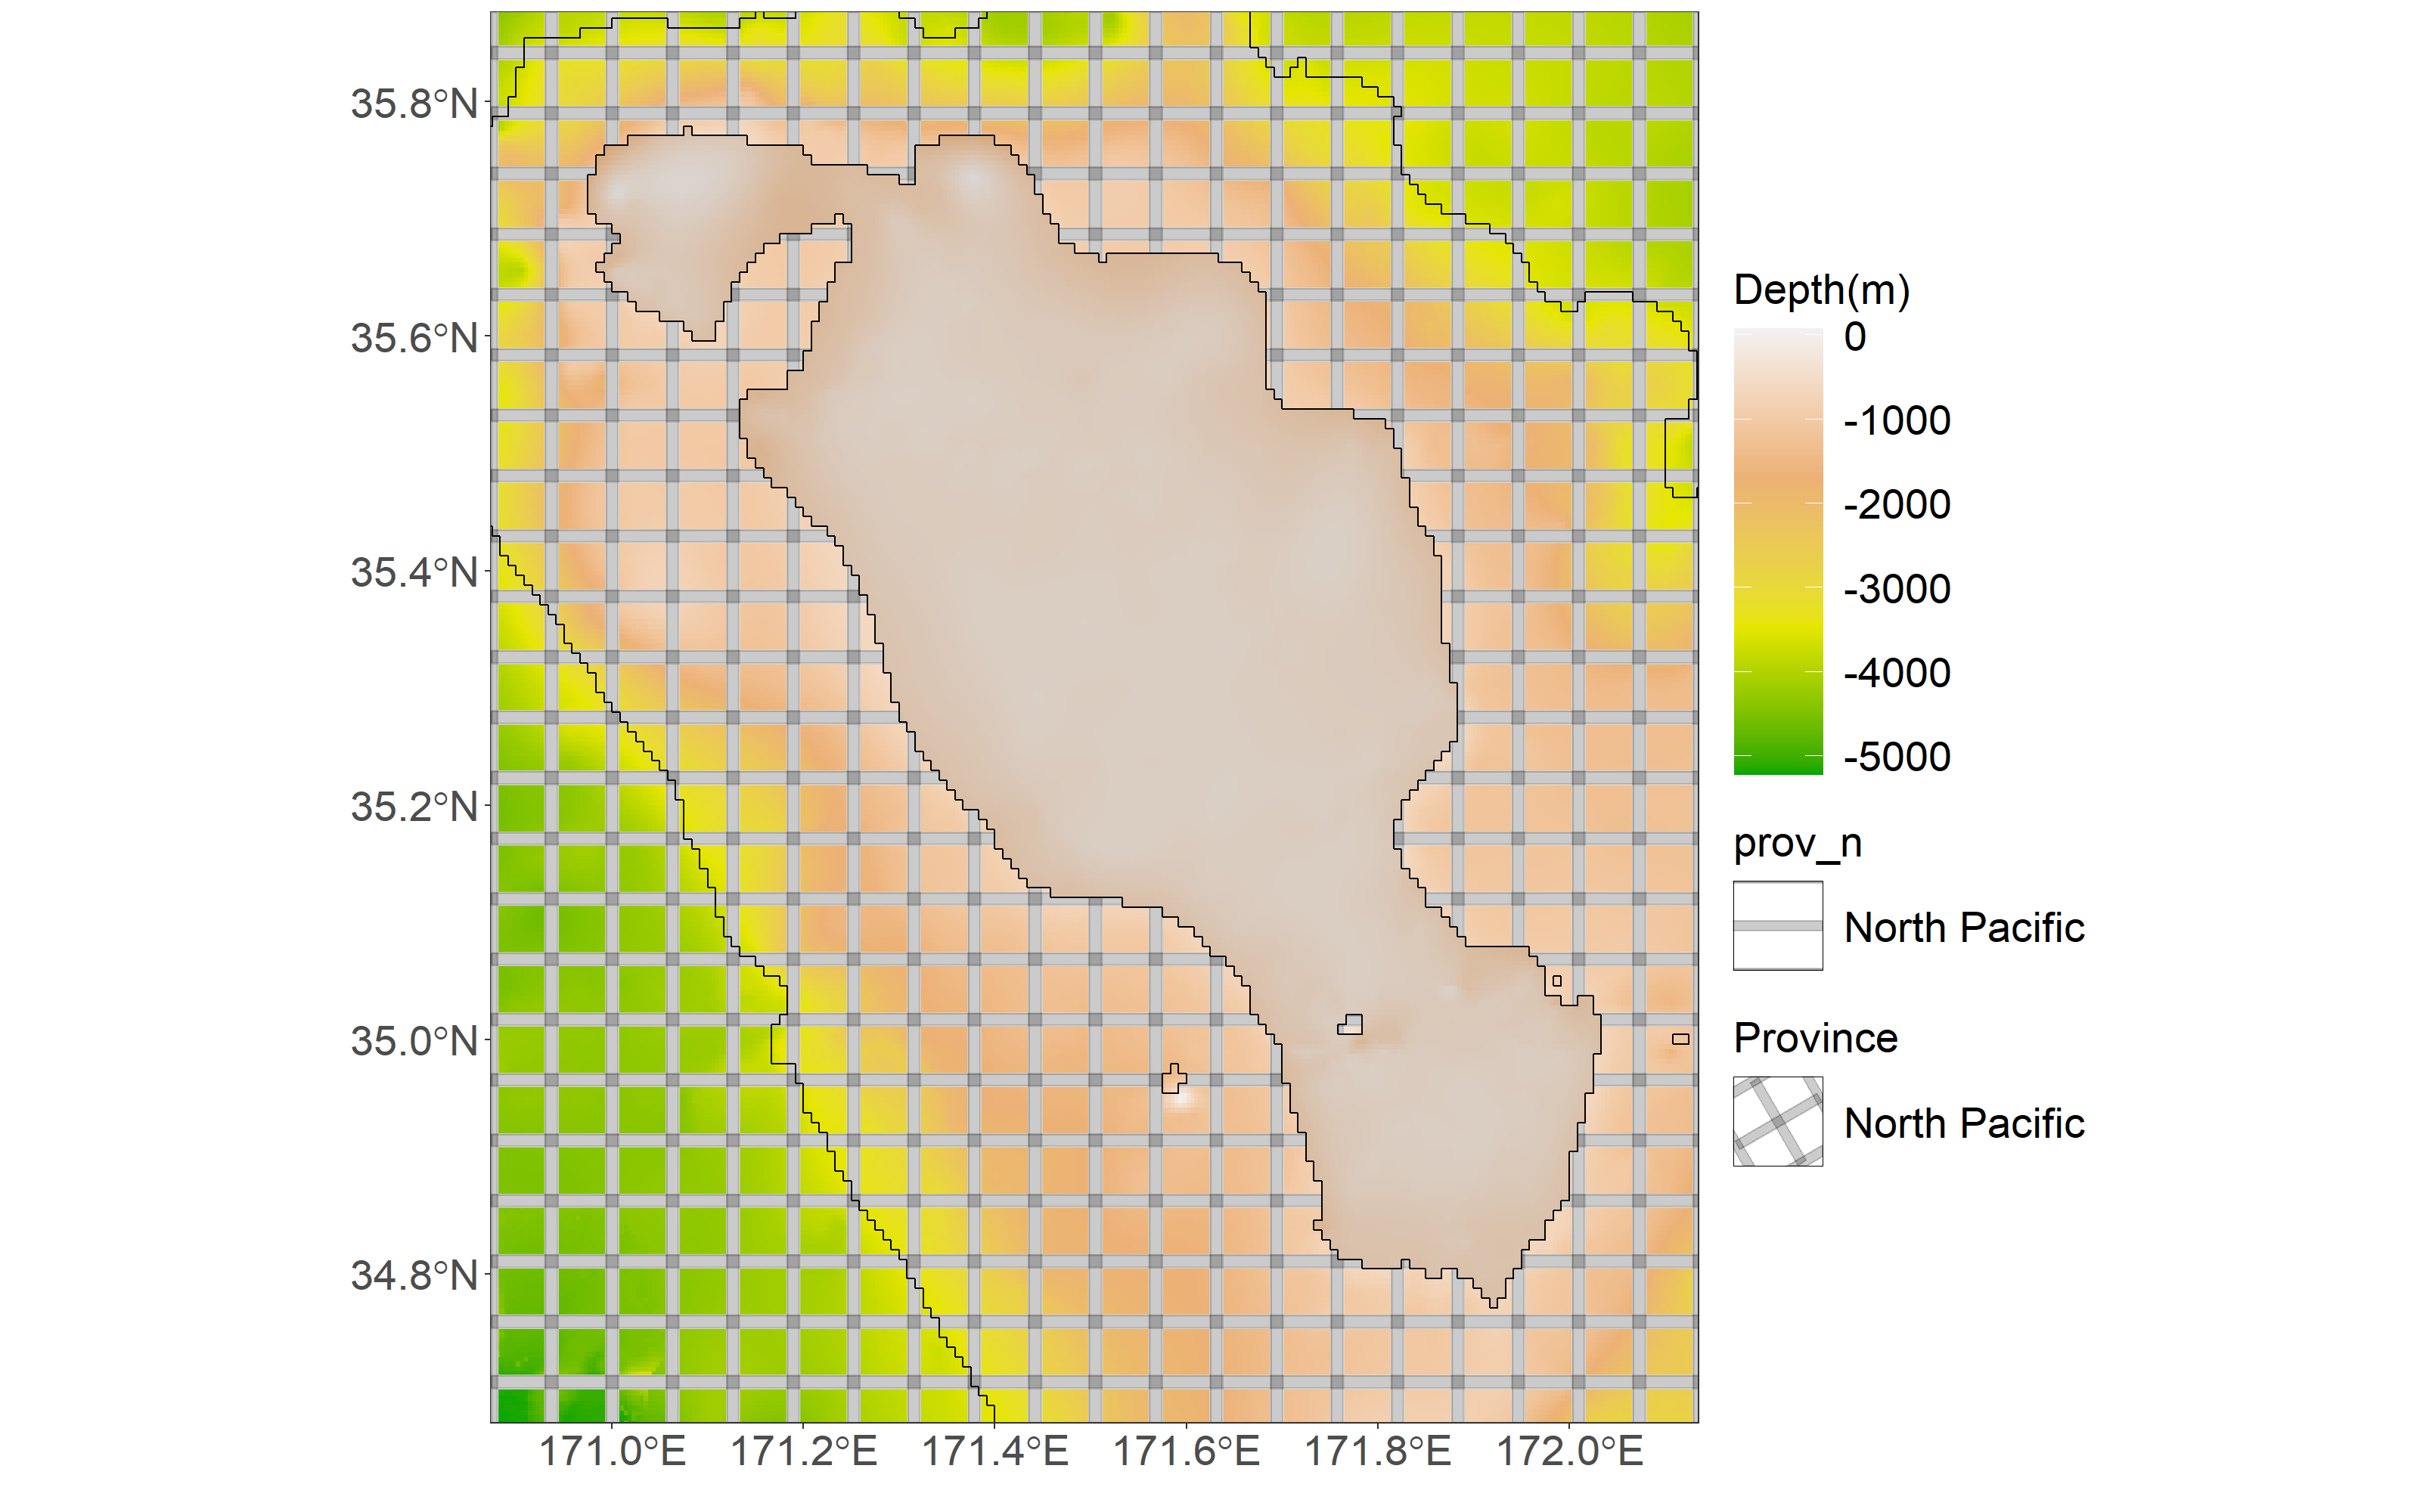 35.8°N
35.6°N
35.4°N
35.2°N
35.0°N
34.8°N
171.0°E 171.2°E 171.4°E 171.6°E 171.8°E 172.0°E
Depth(m)
0
-1000
-2000
-3000
-4000
-5000
prov_n
North Pacific
Province
North Pacific